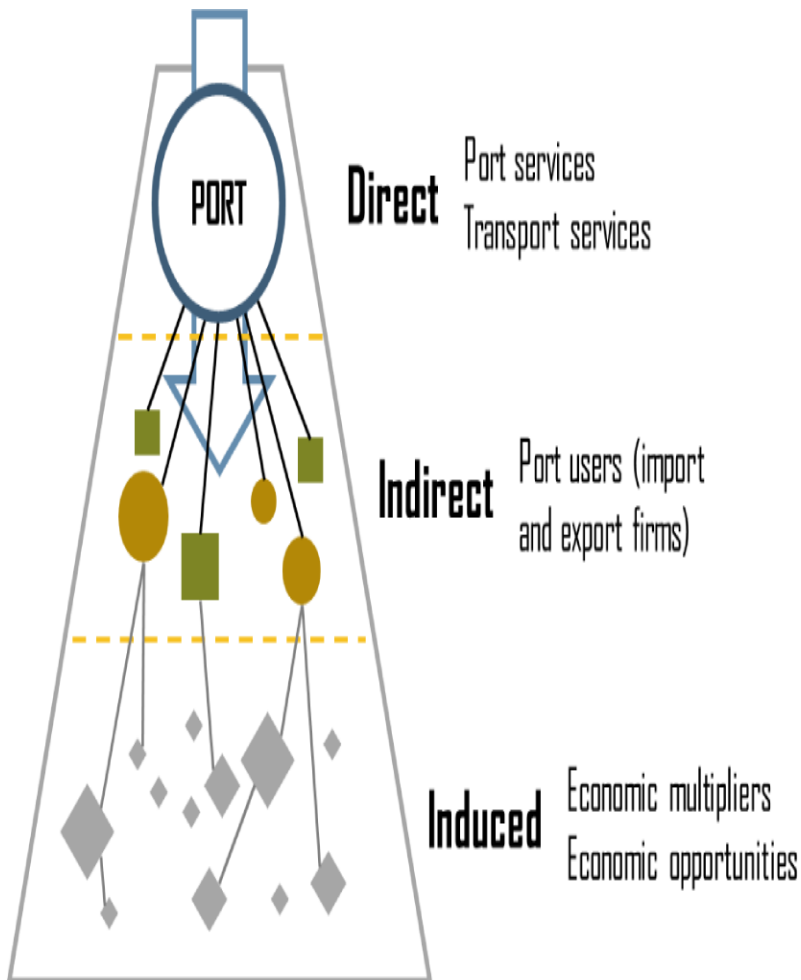 PORT
Direct
Port services
Transport services
Indirect
Port users (import
and export firms)
Induced
Economic multipliers
Economic opportunities